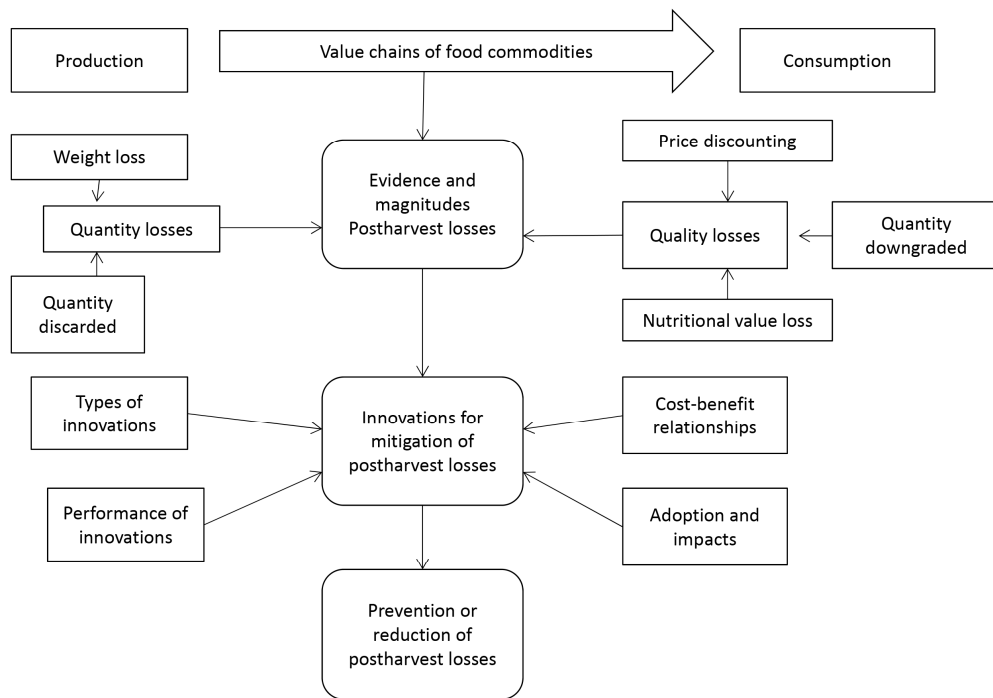 Production
Value chains of food commodities
Consumption
Weight loss
Quantity losses
Quantity
discarded
Evidence and
magnitudes
Postharvest losses
Price discounting
Quality losses
Quantity
downgraded
Nutritional value loss
Types of
innovations
Performance of
innovations
Innovations for
mitigation of
postharvest losses
Cost-benefit
relationships
Adoption and
impacts
Prevention or
reduction of
postharvest losses